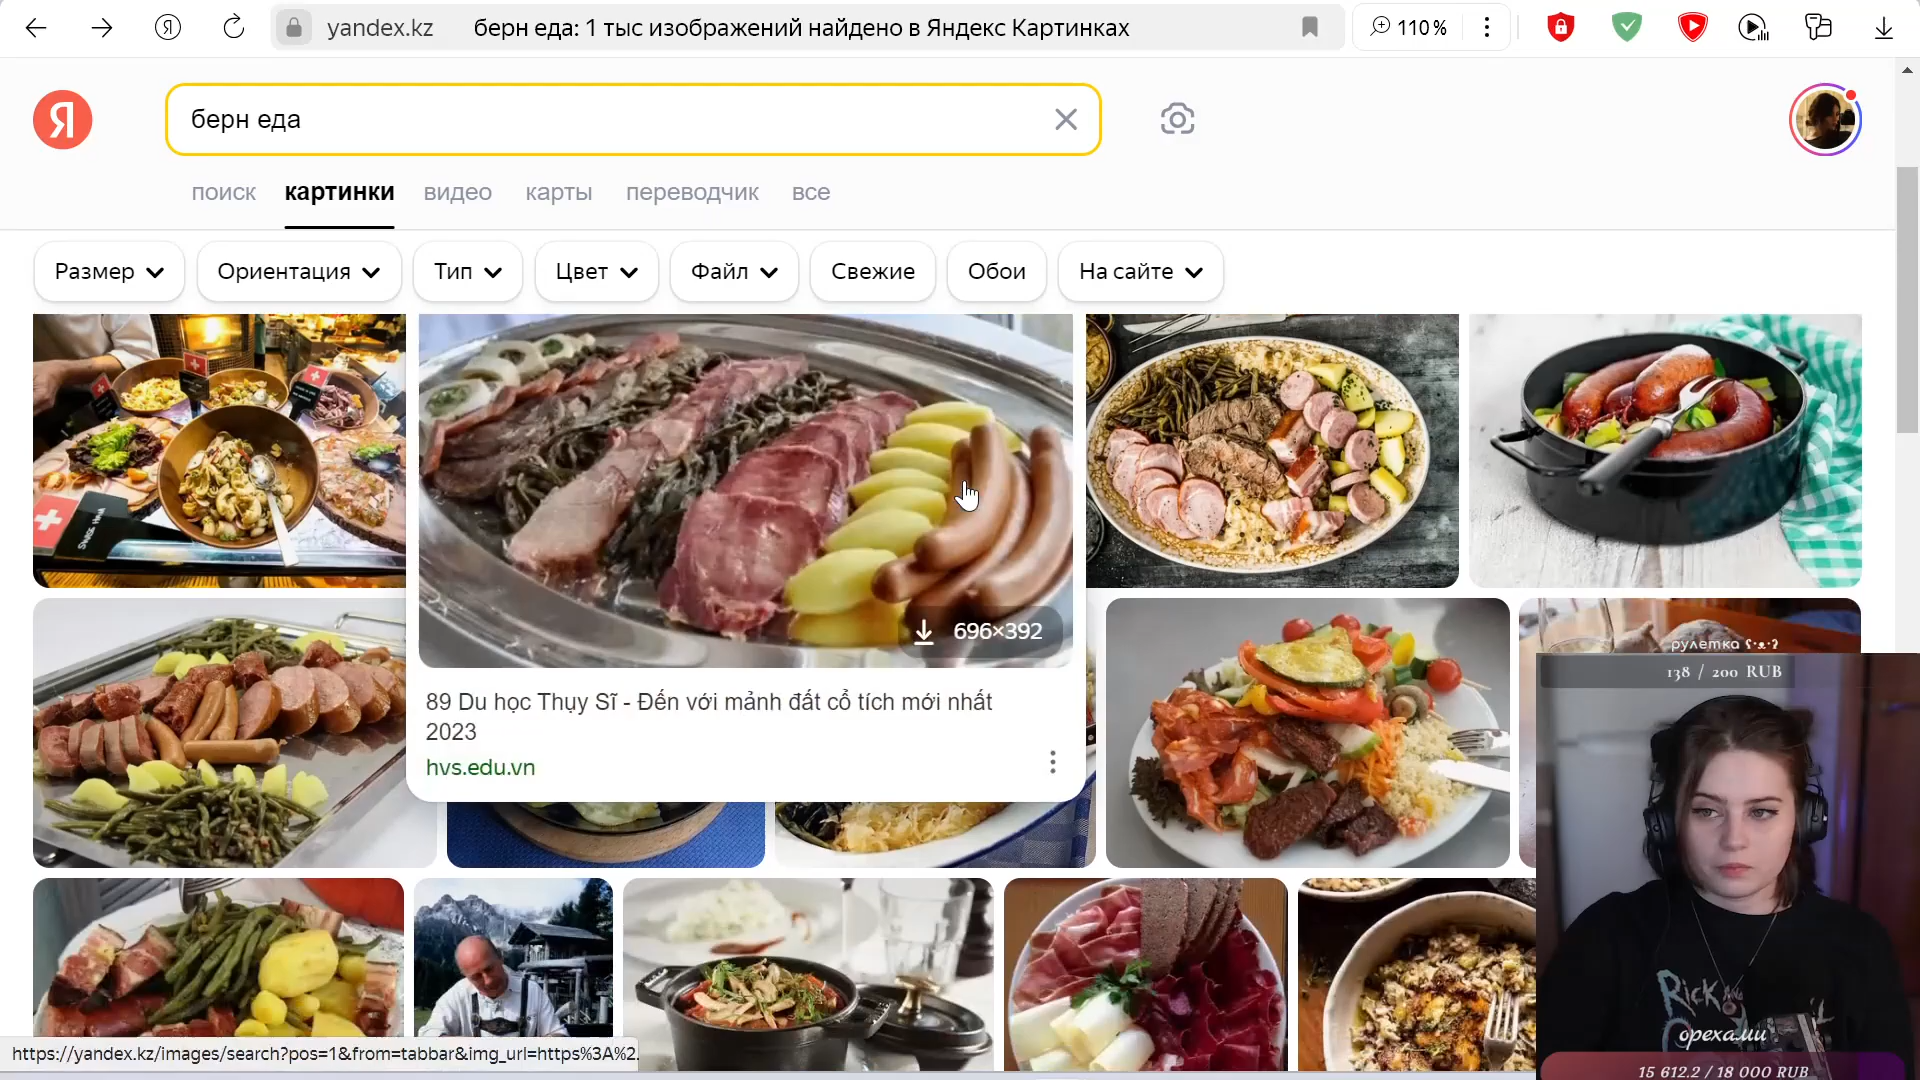 yandex.kz
берн еда: 1 тыс изображений найдено в Яндекс Картинках
110 %
Я
берн еда
поиск
картинки
видео
карты
переводчик
все
Размер
Ориентация
Тип
Цвет
Файл
Свежие
Обои
На сайте
696×392
89 Du học Thụy Sĩ - Đến với mảnh đất cổ tích mới nhất
2023
hvs.edu.vn
рулетка ʕ·ᴥ·ʔ
138 / 200 RUB
Rick
орехами
15 612.2 / 18 000 RUB
https://yandex.kz/images/search?pos=1&from=tabbar&img_url=https%3A%2.